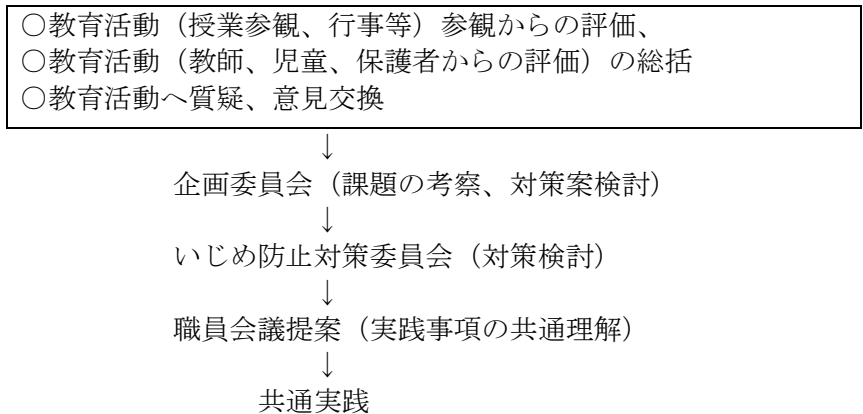 ○教育活動（授業参観、行事等）参観からの評価、
○教育活動（教師、児童、保護者からの評価）の総括
○教育活動へ質疑、意見交換
↓
企画委員会（課題の考察、対策案検討）
↓
いじめ防止対策委員会（対策検討）
↓
職員会議提案（実践事項の共通理解）
↓
共通実践